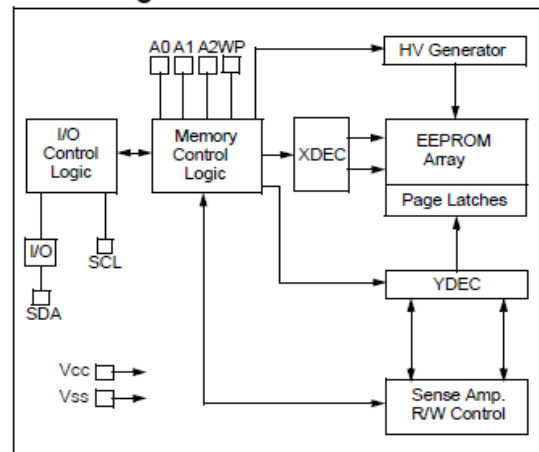 A0 A1 A2 WP
HV Generator
I/O
Control
Logic
Memory
Control
Logic
XDEC
EEPROM
Array
Page Latches
I/O
SCL
SDA
YDEC
Vcc
Vss
Sense Amp.
R/W Control